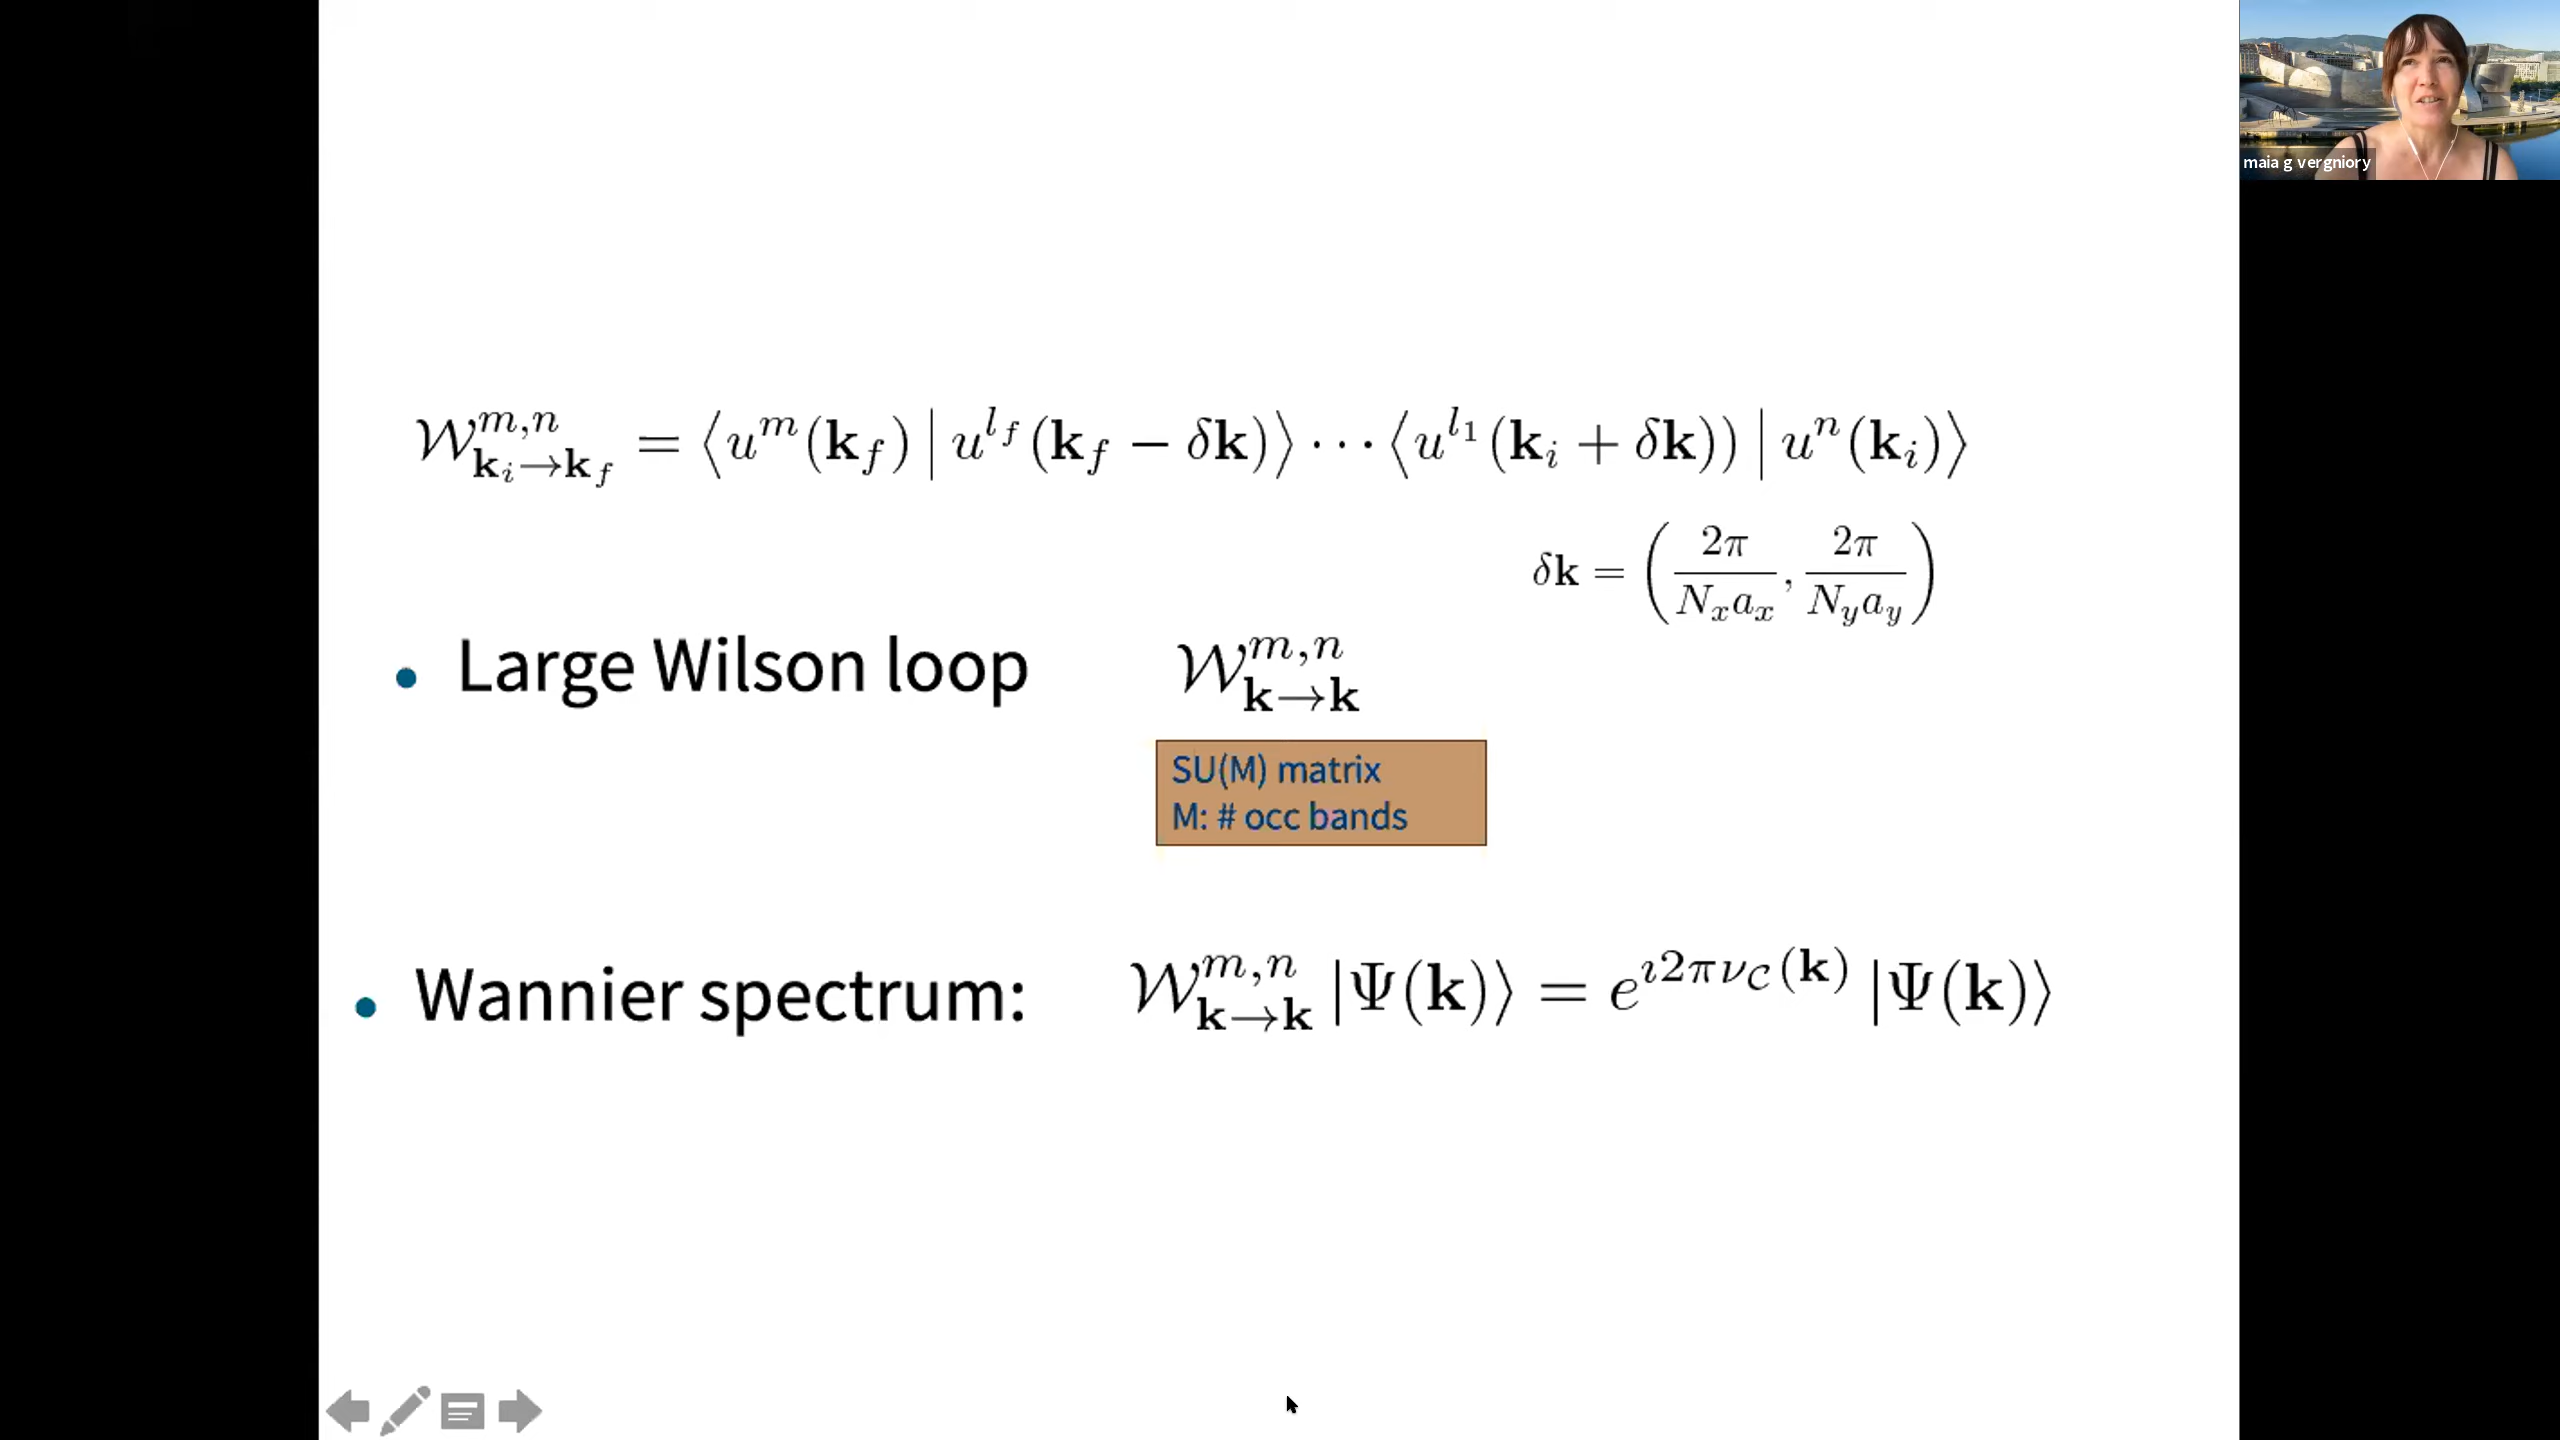 maia g vergniory
𝒲^{m,n}_{𝐤_i→𝐤_f} = ⟨u^m(𝐤_f) | u^{l_f}(𝐤_f − δ𝐤)⟩ ⋯ ⟨u^{l_1}(𝐤_i + δ𝐤)) | u^n(𝐤_i)⟩
δ𝐤 = (2π/(N_x a_x), 2π/(N_y a_y))
• Large Wilson loop 𝒲^{m,n}_{𝐤→𝐤}
SU(M) matrix
M: # occ bands
• Wannier spectrum: 𝒲^{m,n}_{𝐤→𝐤} |Ψ(𝐤)⟩ = e^{ı2πν_𝒞(𝐤)} |Ψ(𝐤)⟩